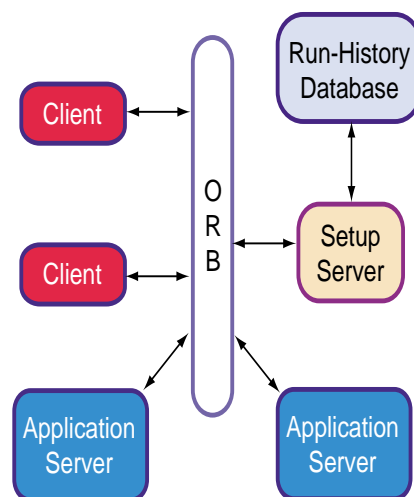 Run-History
Database
Client
O
R
B
Setup
Server
Client
Application
Server
Application
Server